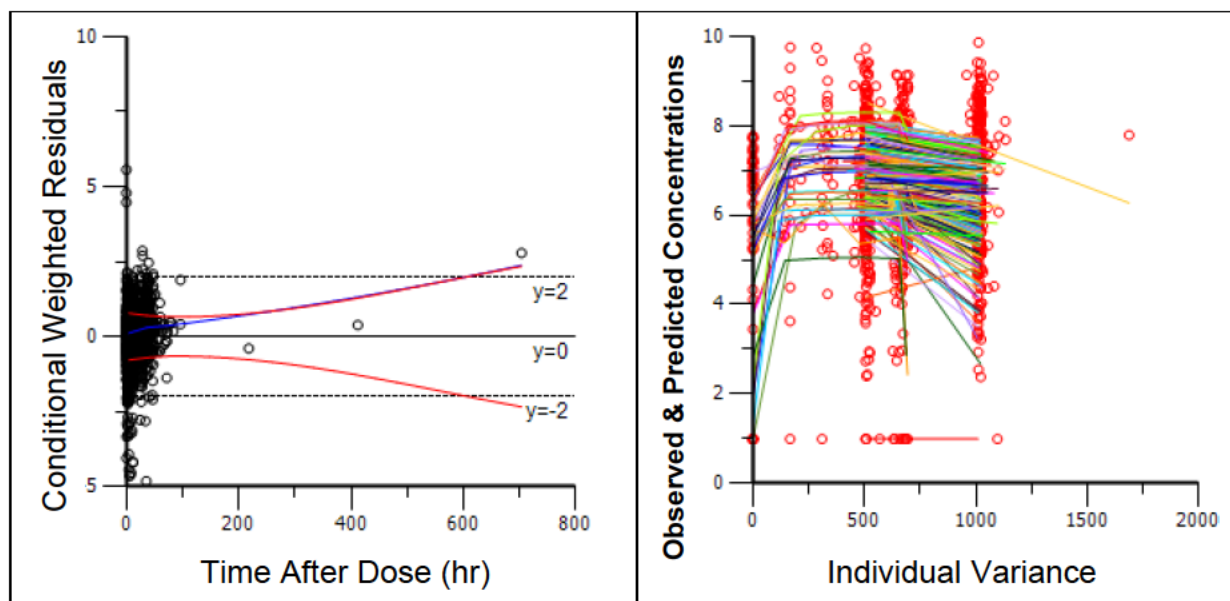 Conditional Weighted Residuals
10
5
0
5
y=2
y=0
y=-2
0
200
400
600
800
Time After Dose (hr)
Observed & Predicted Concentrations
10
8
6
4
2
0
0
500
1000
1500
2000
Individual Variance